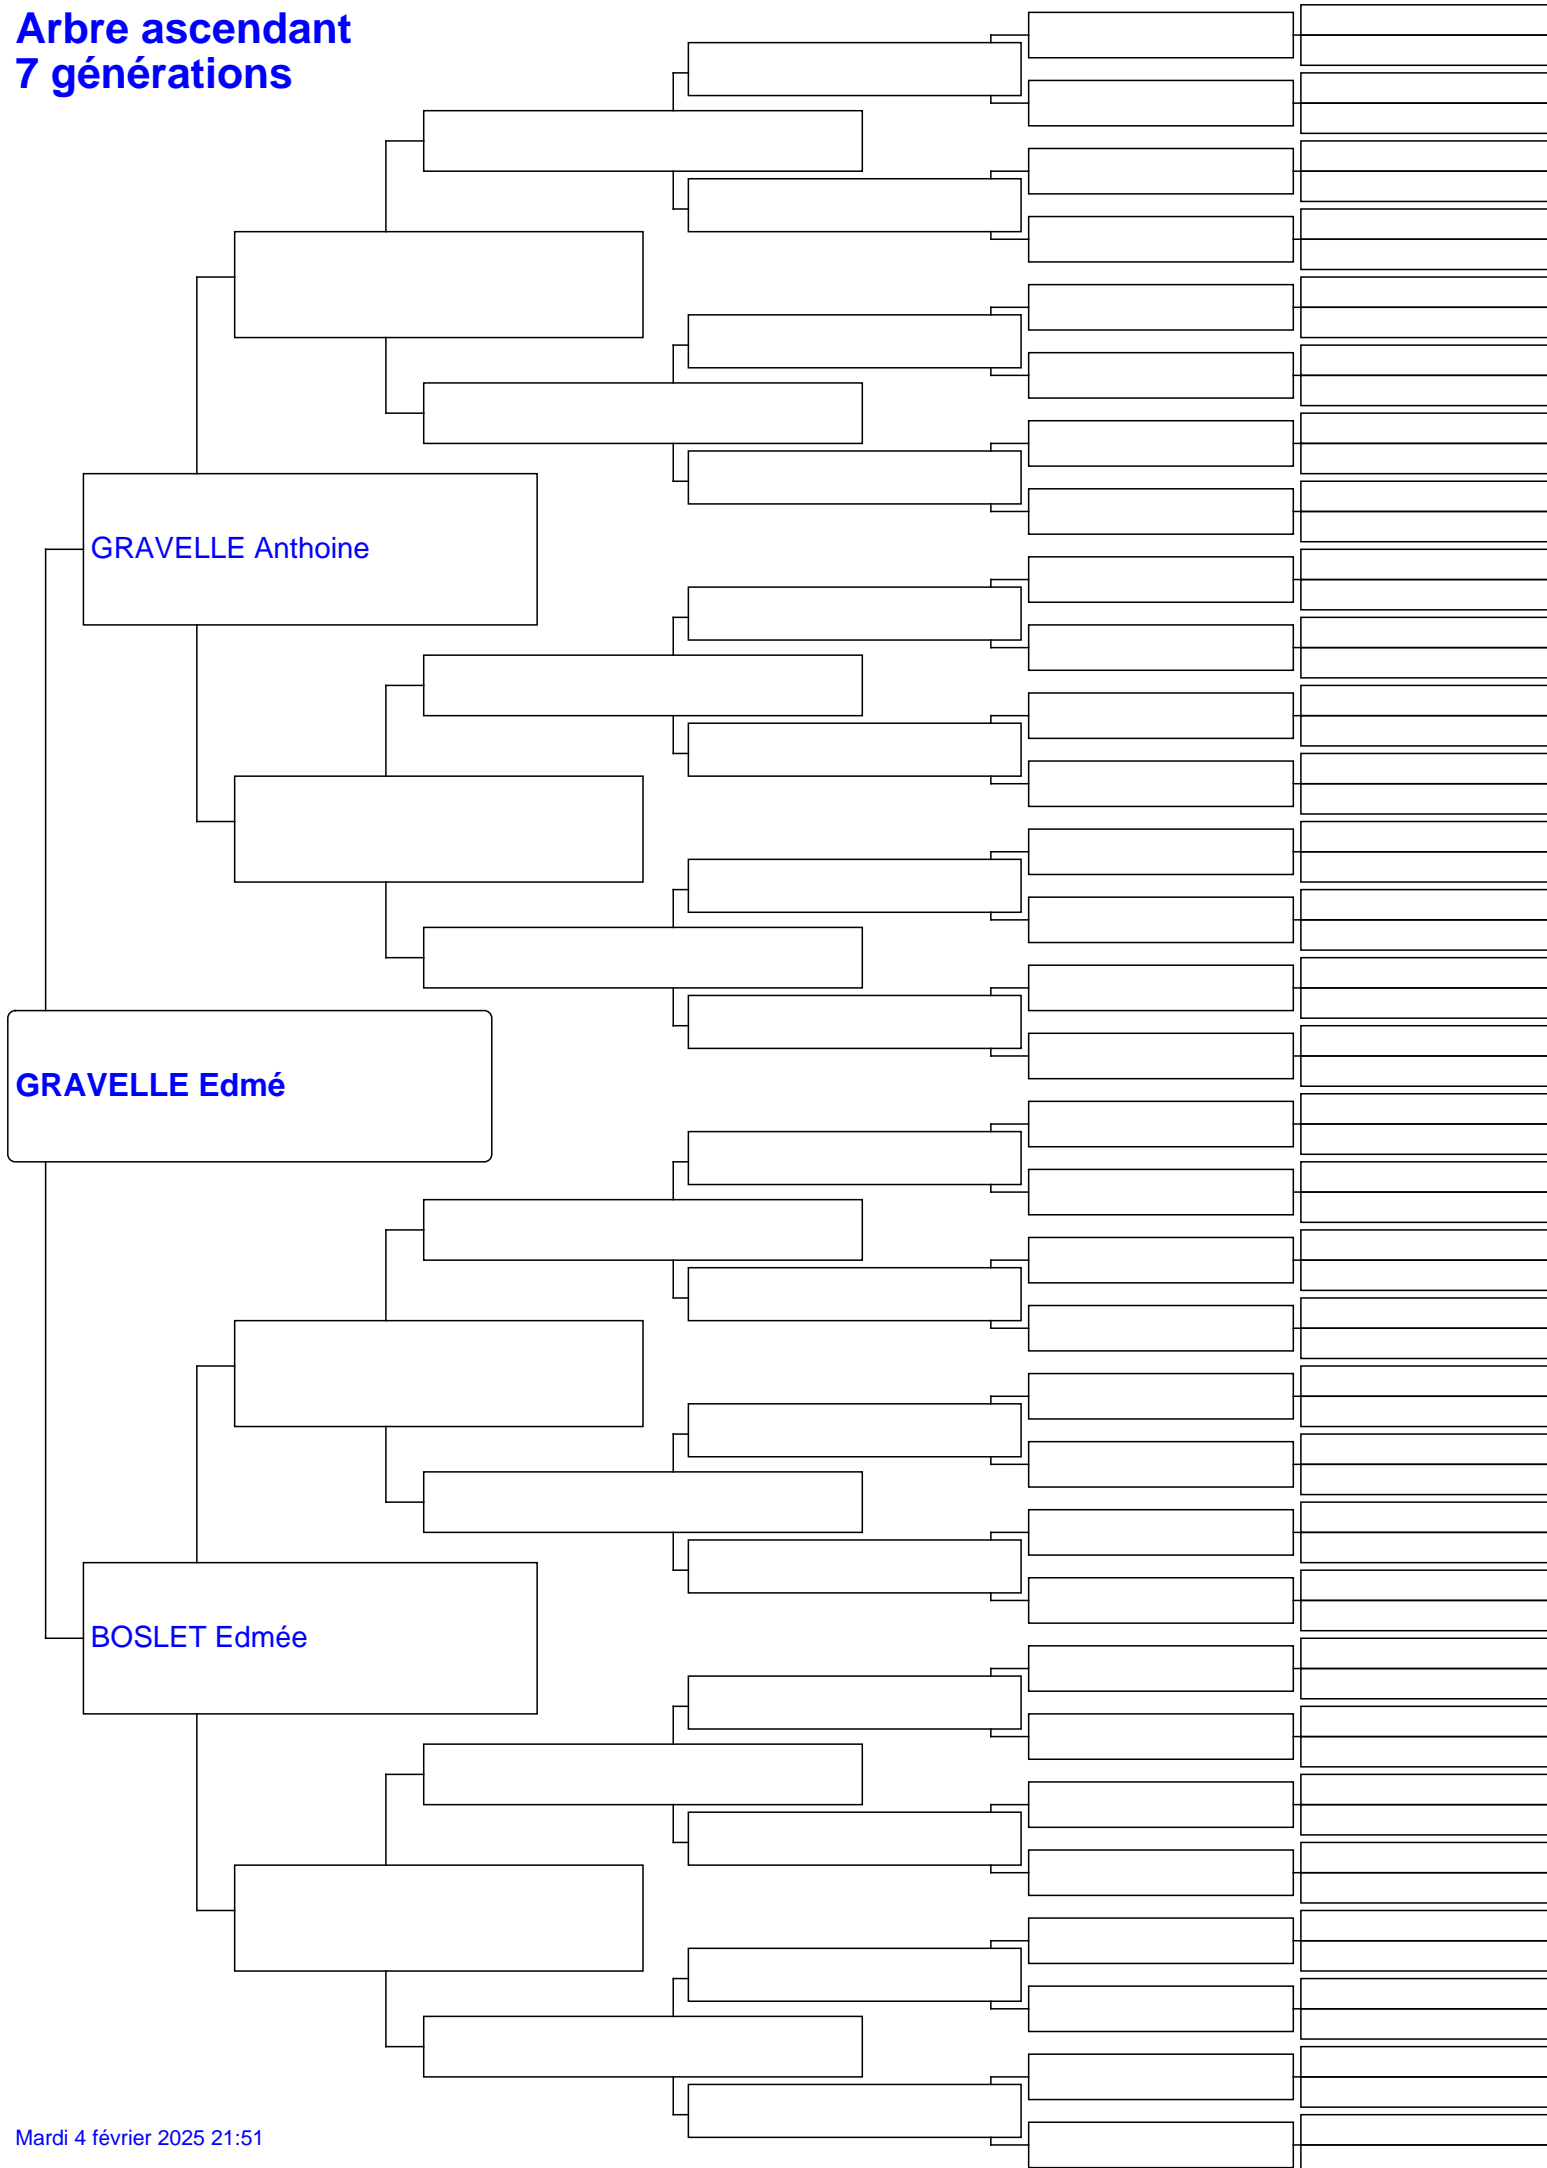 Arbre ascendant
7 générations
GRAVELLE Anthoine
GRAVELLE Edmé
BOSLET Edmée
Mardi 4 février 2025 21:51